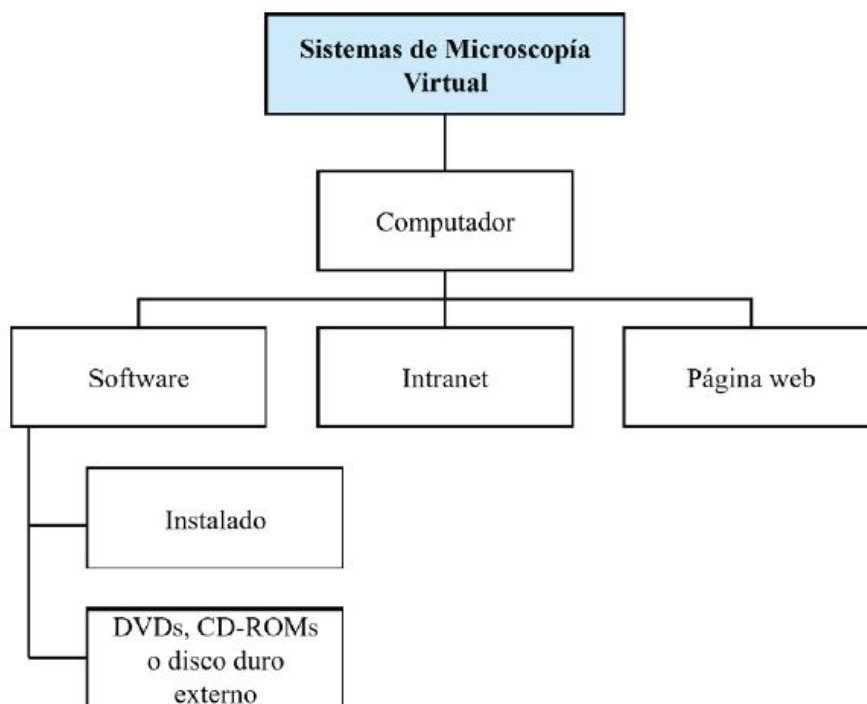 Sistemas de Microscopía
Virtual
Computador
Software
Intranet
Página web
Instalado
DVDs, CD-ROMs
o disco duro
externo